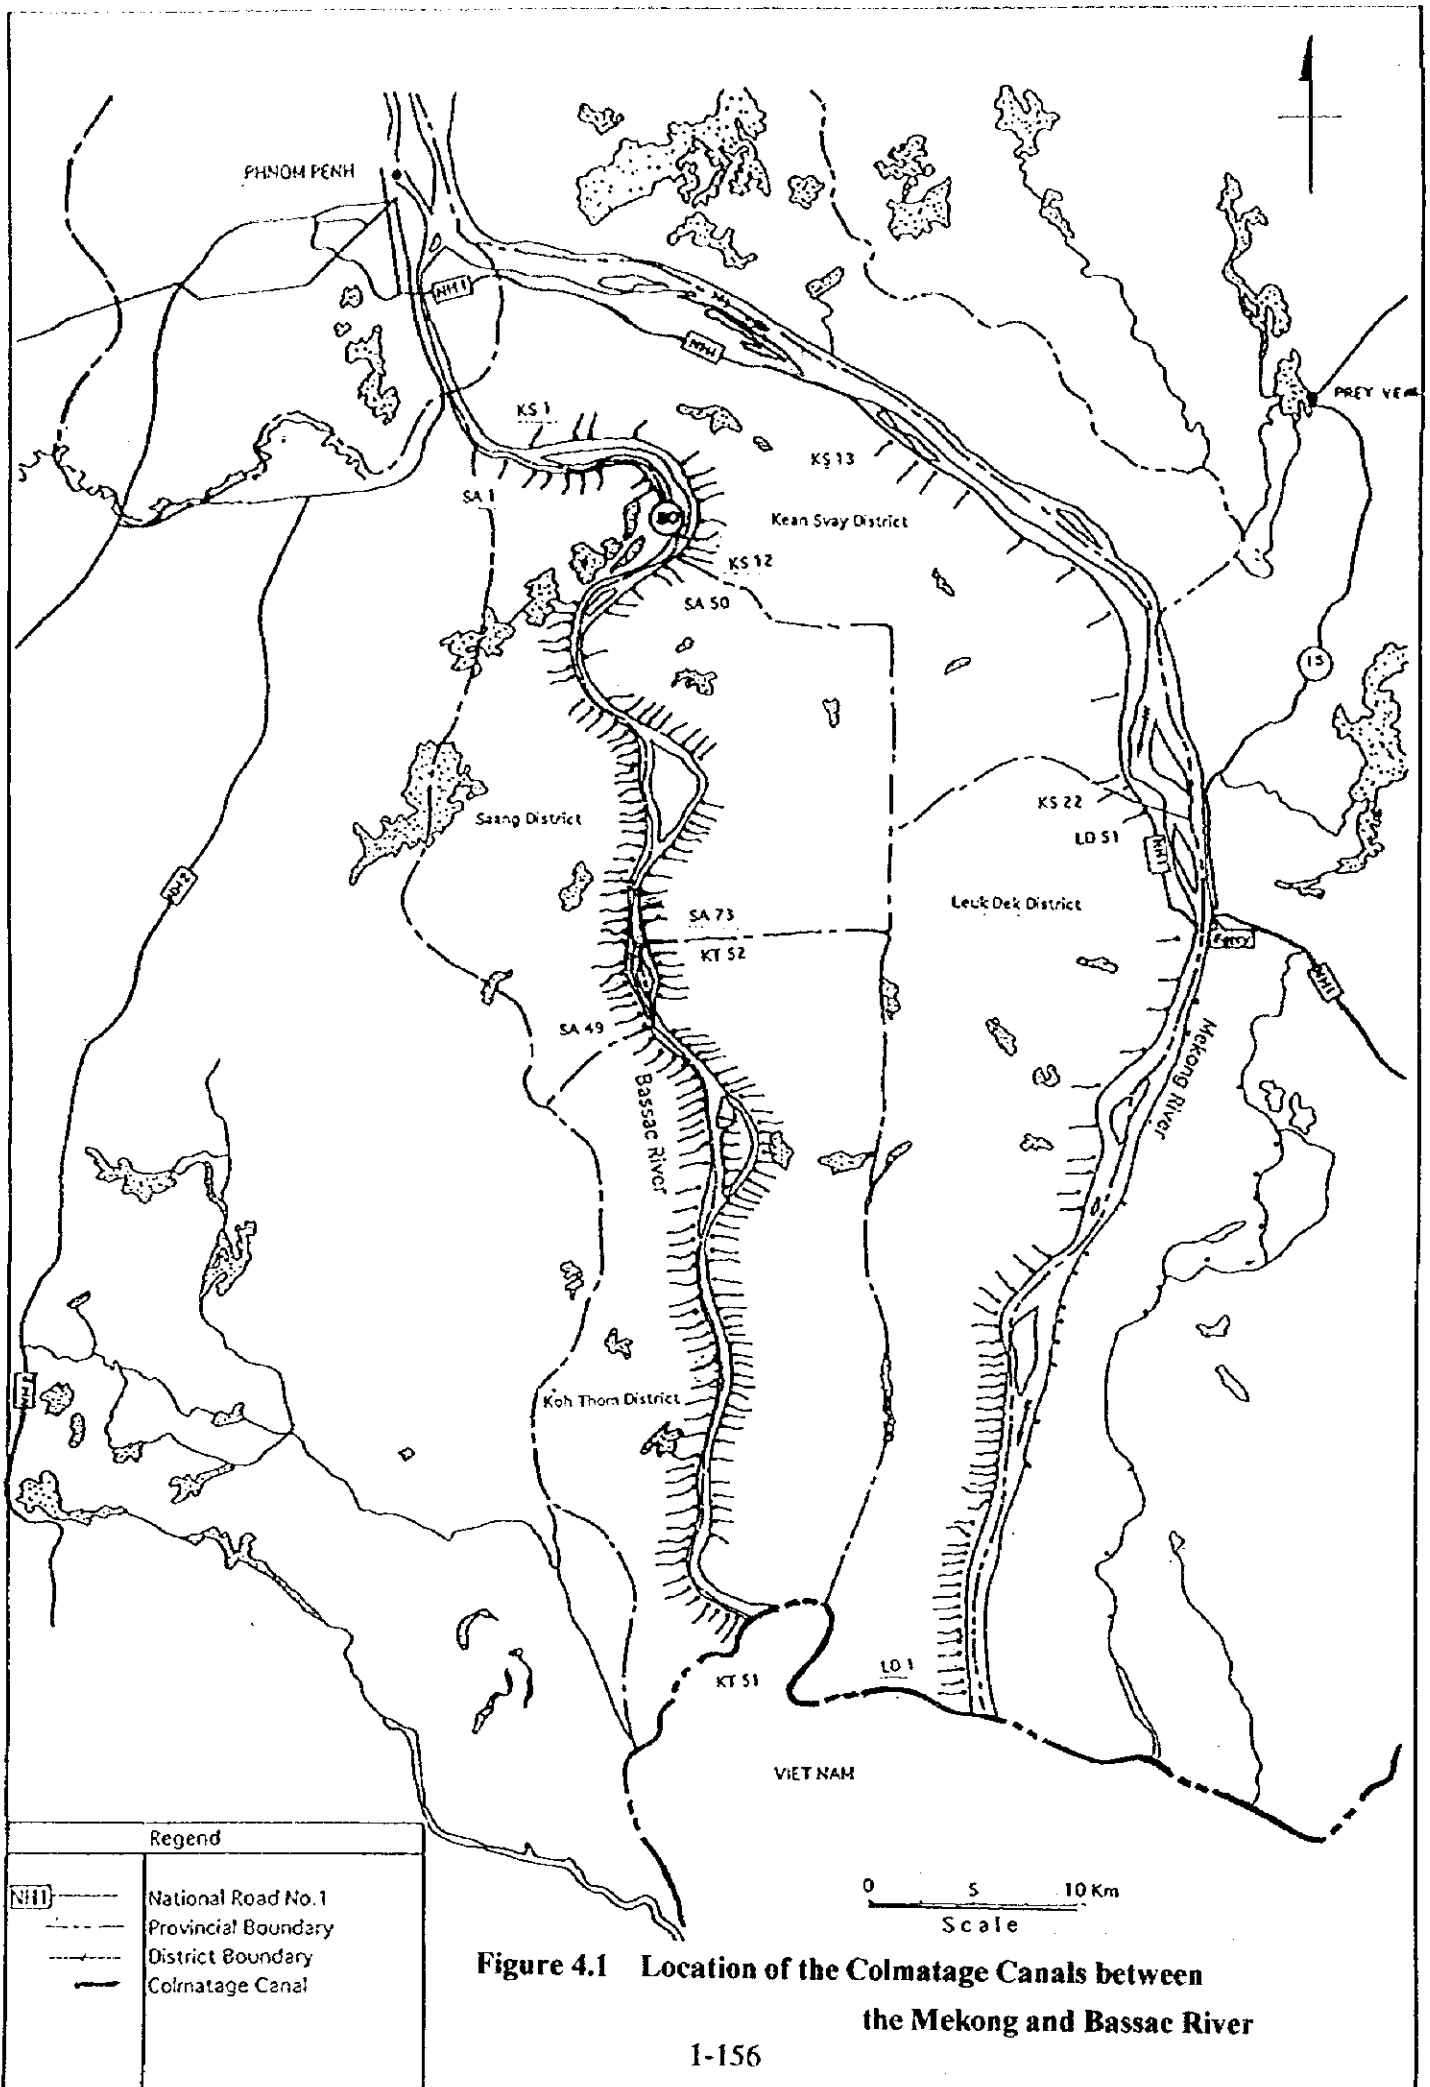 PHNOM PENH
NH1
NH1
PREY VEN
KS 1
KS 13
SA 1
Kean Svay District
KS 12
SA 50
15
KS 22
Saang District
LD 51
NH1
NH2
Leuk Dek District
SA 73
KT 52
Ferry
NH1
SA 49
Mekong River
Bassac River
Koh Thom District
LD 1
KT 51
VIET NAM
Regend
NH1 National Road No.1
Provincial Boundary
District Boundary
Colmatage Canal
0 5 10 Km
Scale
Figure 4.1 Location of the Colmatage Canals between
the Mekong and Bassac River
1-156